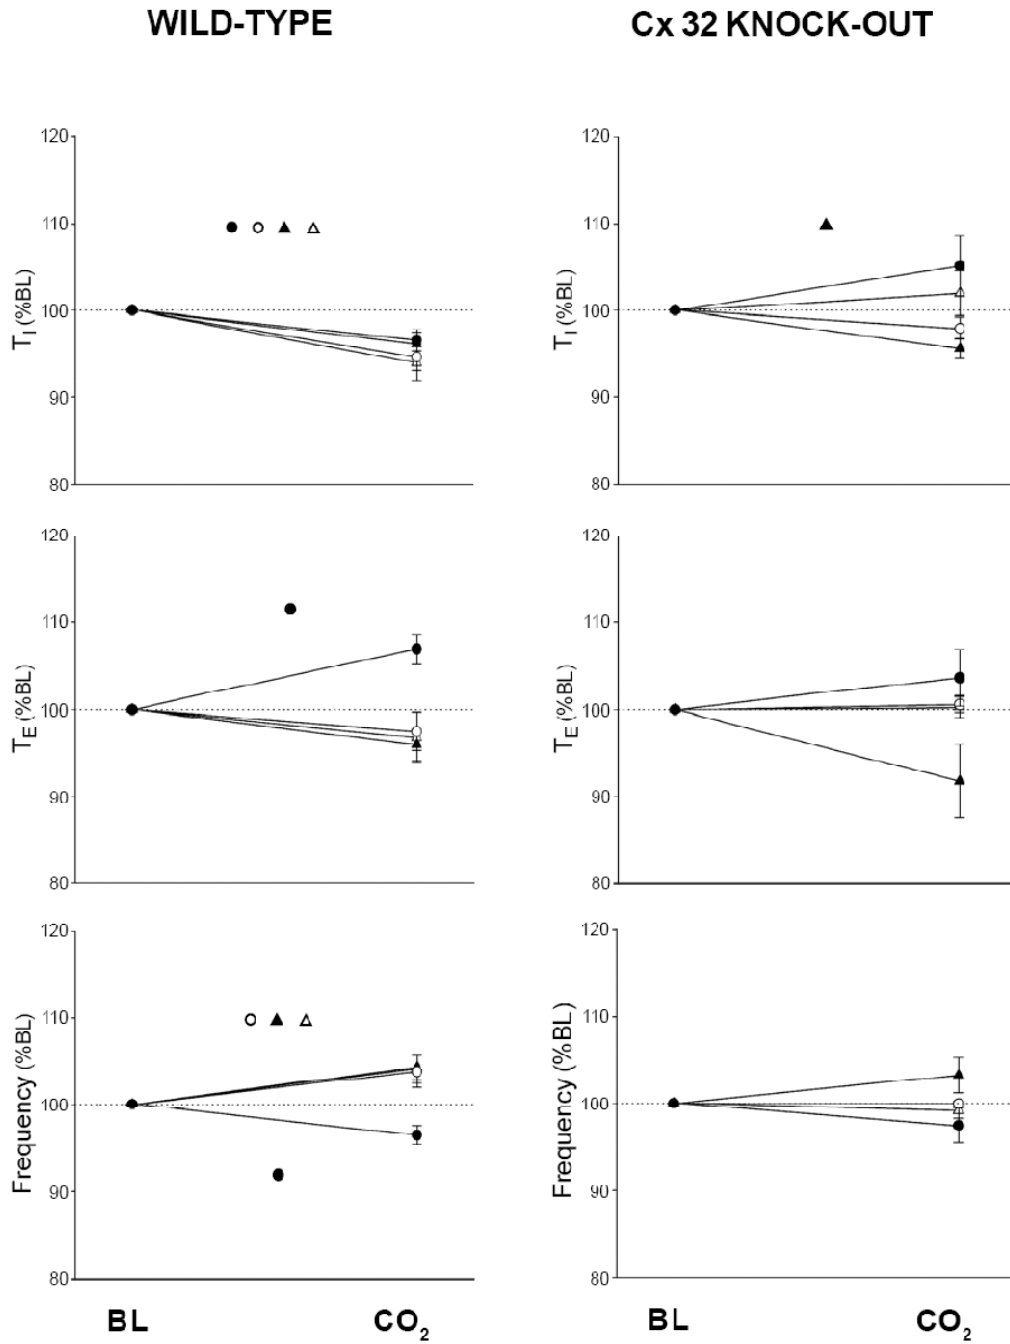 WILD-TYPE
Cx 32 KNOCK-OUT
120
110
100
90
80
T_I (%BL)
120
110
100
90
80
T_I (%BL)
120
110
100
90
80
T_E (%BL)
120
110
100
90
80
T_E (%BL)
120
110
100
90
80
Frequency (%BL)
120
110
100
90
80
Frequency (%BL)
BL
CO₂
BL
CO₂